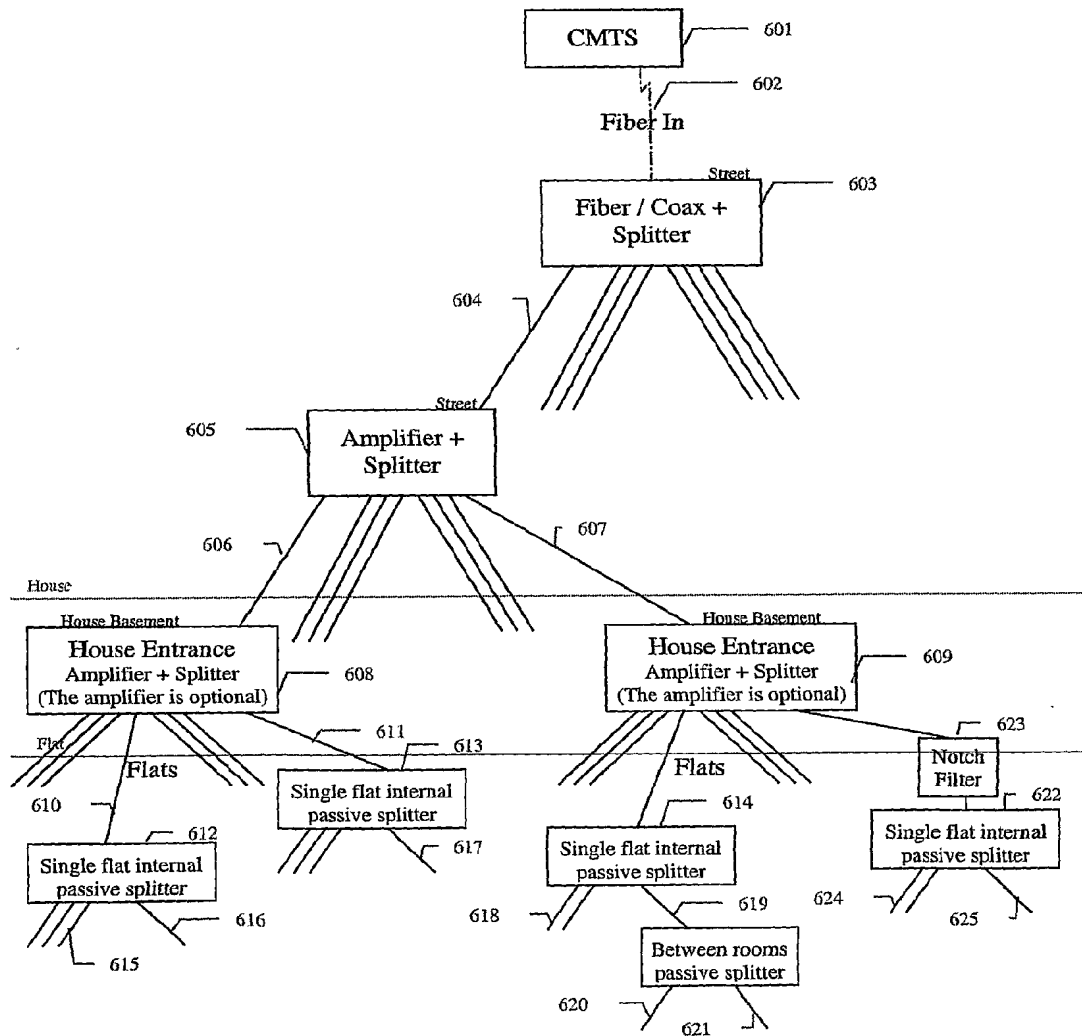 CMTS
601
602
Fiber In
Street
603
Fiber / Coax +
Splitter
604
Street
605
Amplifier +
Splitter
607
606
House
House Basement
House Entrance
Amplifier + Splitter
(The amplifier is optional)
608
House Basement
House Entrance
Amplifier + Splitter
(The amplifier is optional)
609
611
613
623
Flat
Flats
Flats
Notch
Filter
610
Single flat internal
passive splitter
614
622
612
617
Single flat internal
passive splitter
Single flat internal
passive splitter
Single flat internal
passive splitter
616
615
618
619
624
625
Between rooms
passive splitter
620
621